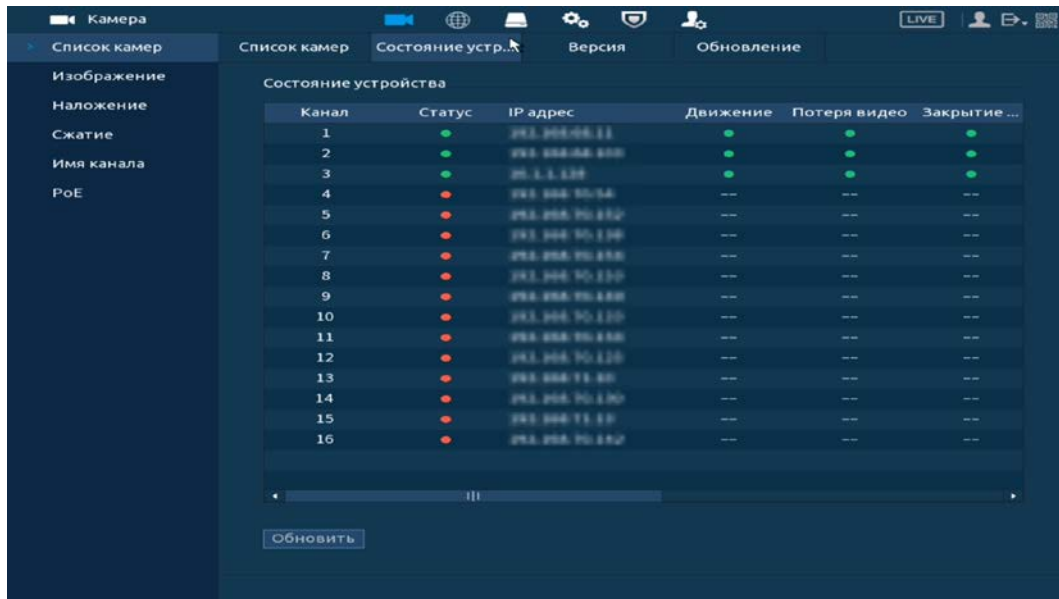 Камера LIVE
Список камер
Изображение
Наложение
Сжатие
Имя канала
PoE
Список камер Состояние устр... Версия Обновление
Состояние устройства
Канал Статус IP адрес Движение Потеря видео Закрытие ...
1
2
3
4 -- -- --
5 -- -- --
6 -- -- --
7 -- -- --
8 -- -- --
9 -- -- --
10 -- -- --
11 -- -- --
12 -- -- --
13 -- -- --
14 -- -- --
15 -- -- --
16 -- -- --
Обновить